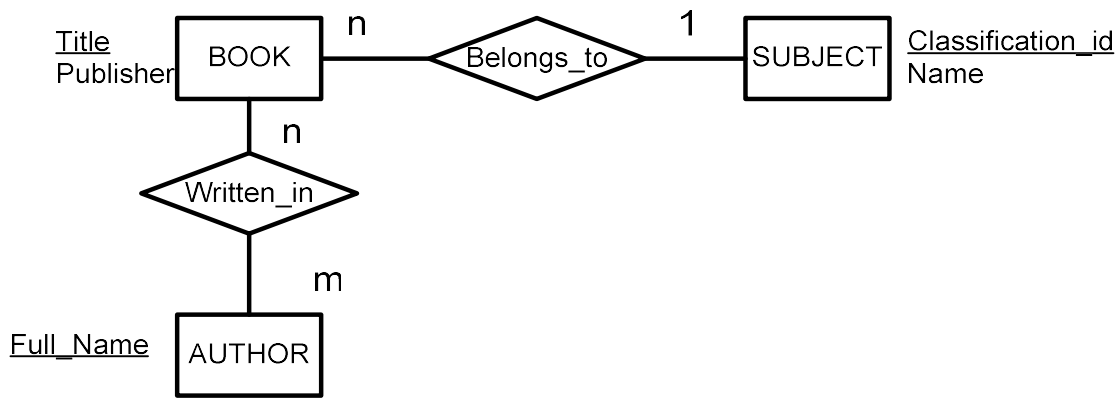 Title
Publisher
BOOK
n
Belongs_to
1
SUBJECT
Classification_id
Name
n
Written_in
m
Full_Name
AUTHOR